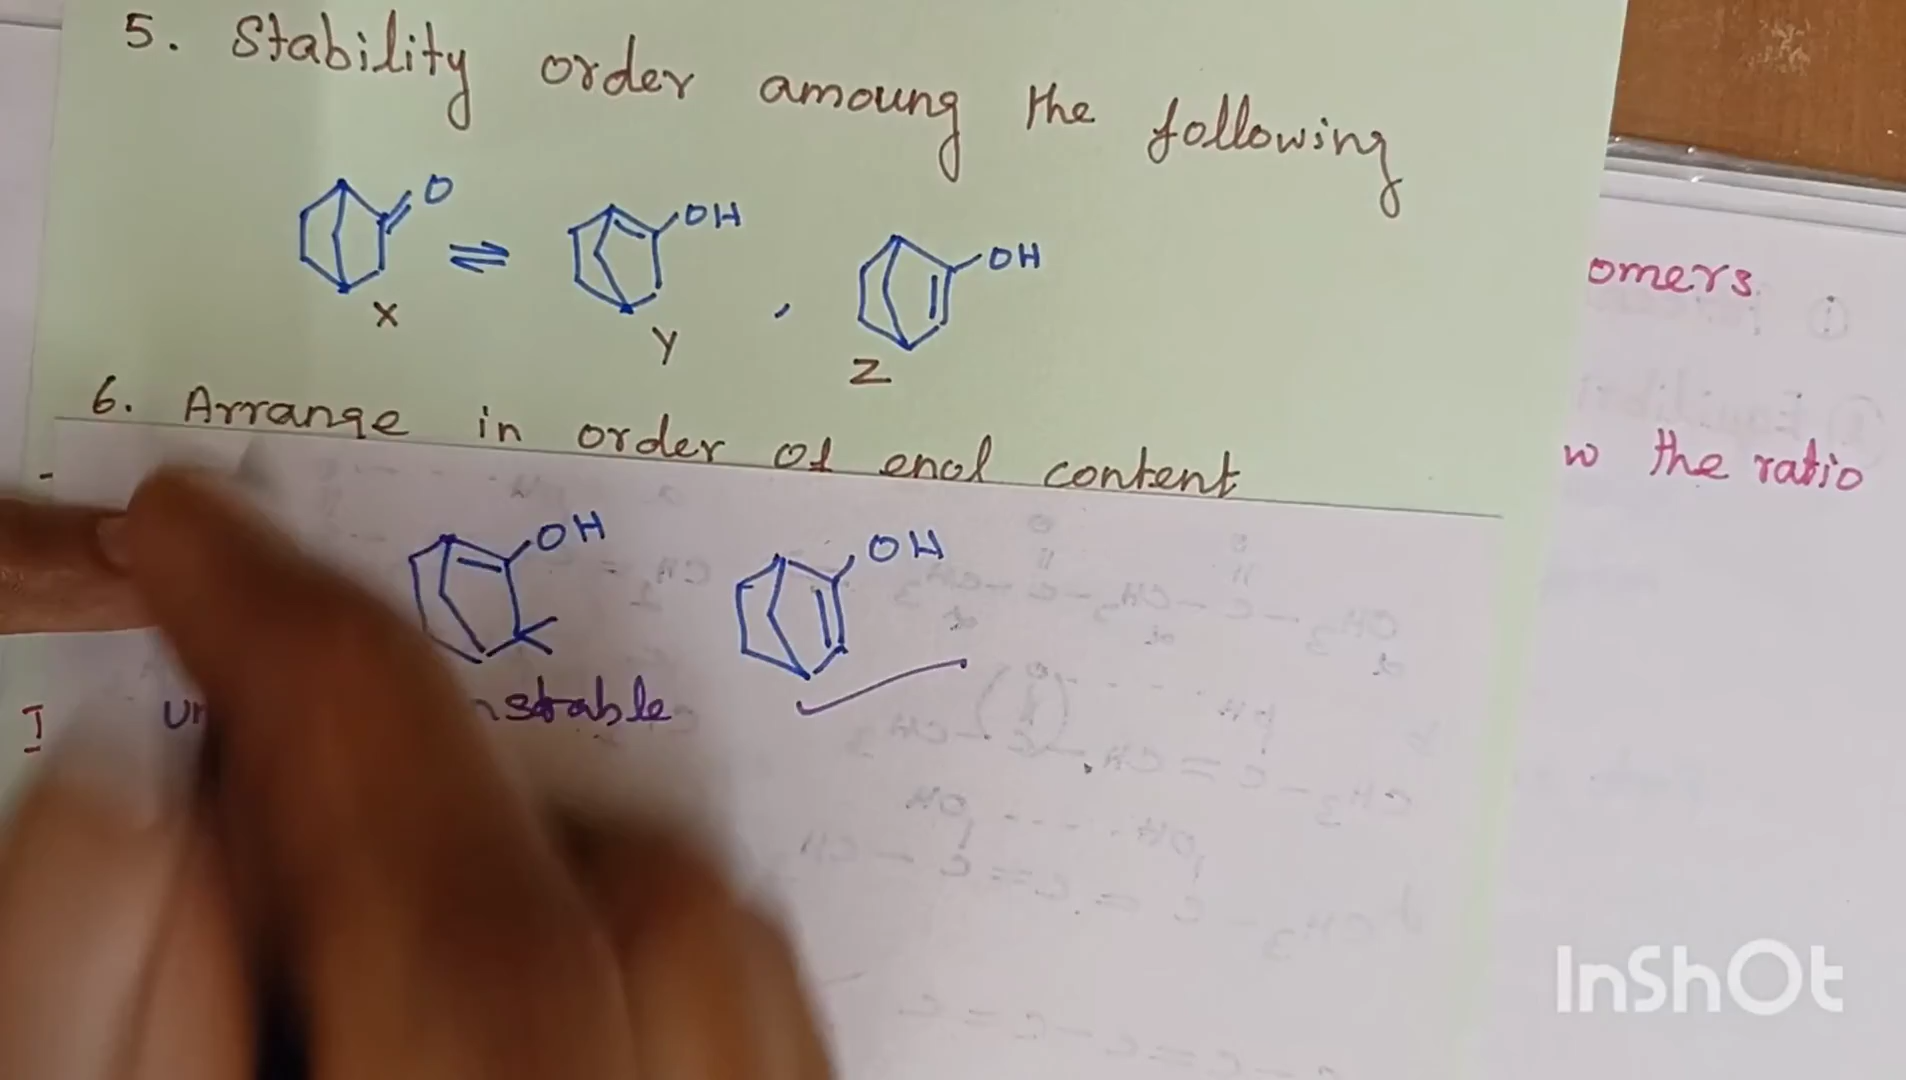 5. Stability order amoung the following
O
OH
OH
X
Y
,
Z
omers
6. Arrange in order of enol content
w the ratio
OH
OH
I
nstable
InShOt